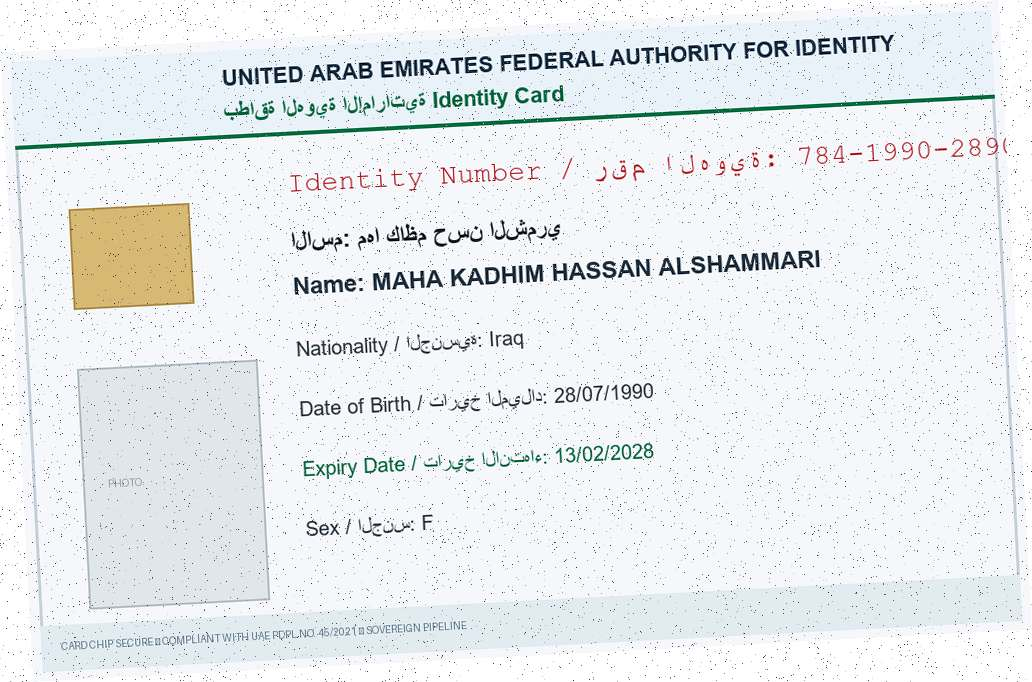 UNITED ARAB EMIRATES FEDERAL AUTHORITY FOR IDENTITY
بطاقة الهوية الإماراتية Identity Card
Identity Number / رقم الهوية: 784-1990-289
الاسم: مها كاظم حسن الشمري
Name: MAHA KADHIM HASSAN ALSHAMMARI
Nationality / الجنسية: Iraq
Date of Birth / تاريخ الميلاد: 28/07/1990
Expiry Date / تاريخ الانتهاء: 13/02/2028
Sex / الجنس: F
PHOTO
CARD CHIP SECURE COMPLIANT WITH UAE PDPL NO. 45/2021 SOVEREIGN PIPELINE